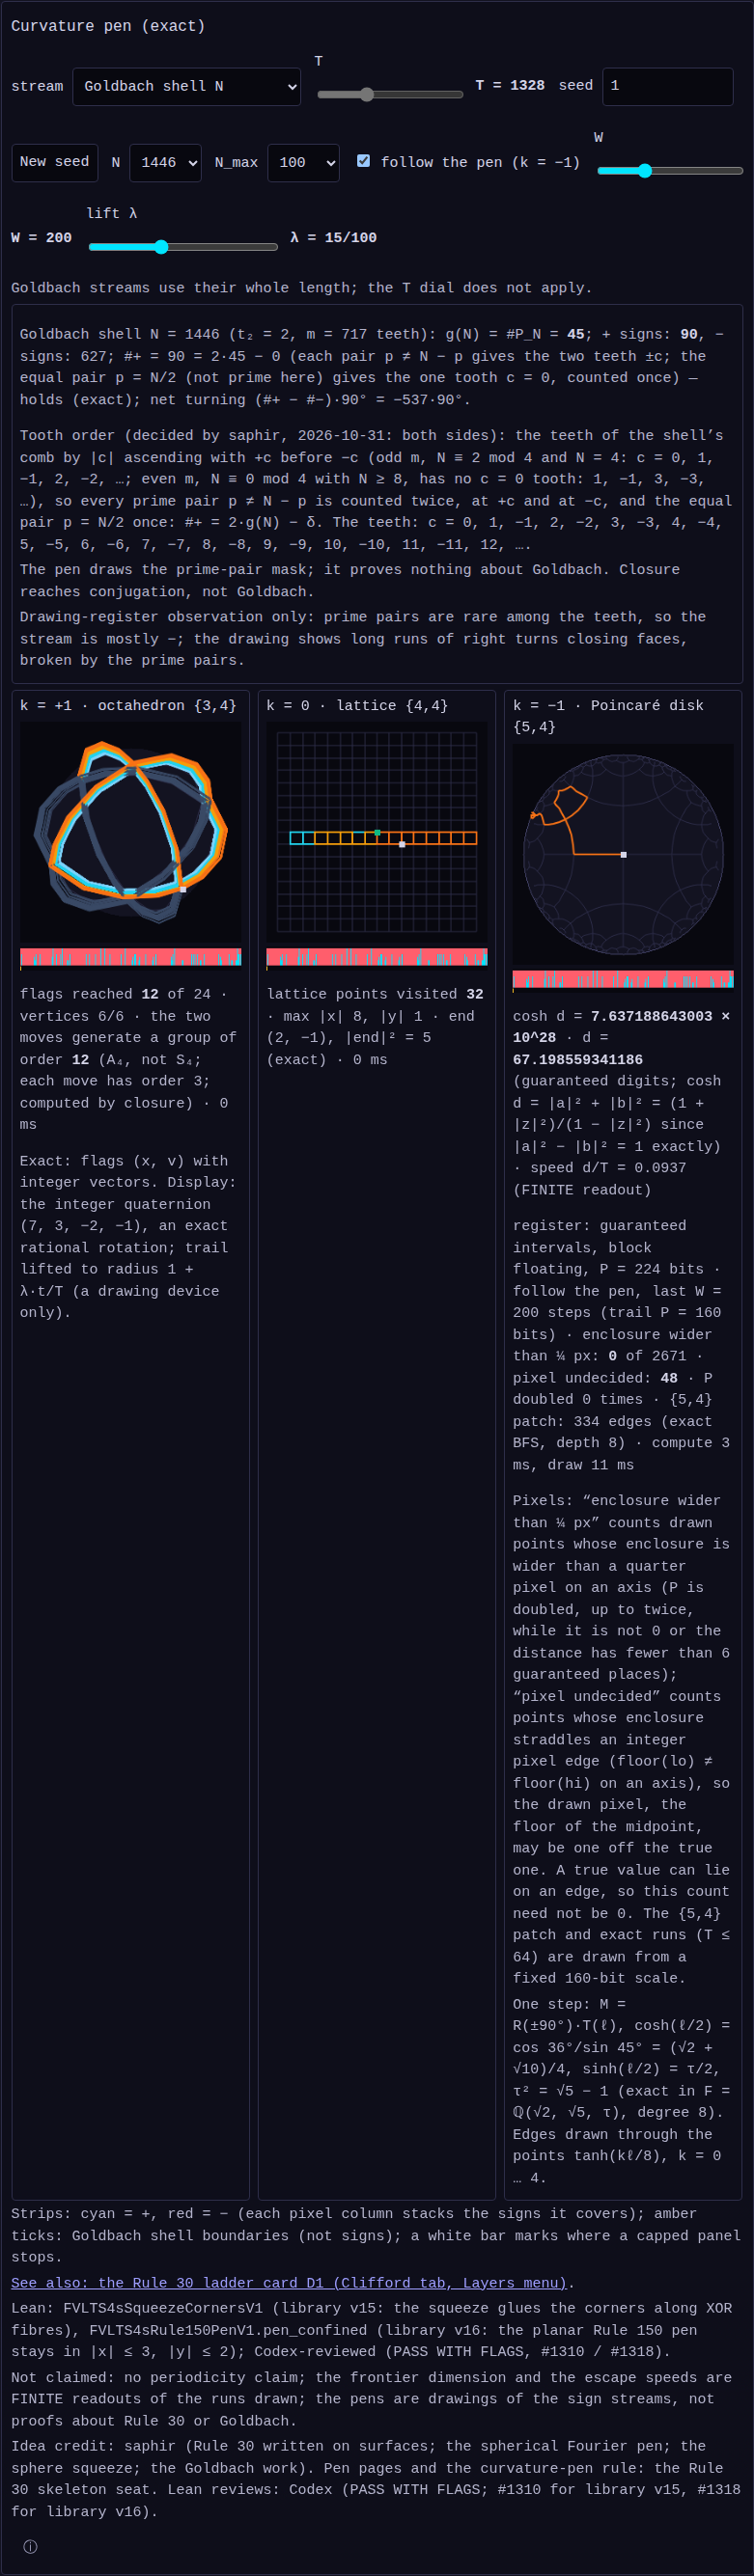 Curvature pen (exact)
T
stream Goldbach shell N T = 1328 seed 1
W
New seed N 1446 N_max 100 follow the pen (k = −1)
lift λ
W = 200 λ = 15/100
Goldbach streams use their whole length; the T dial does not apply.
Goldbach shell N = 1446 (t₂ = 2, m = 717 teeth): g(N) = #P_N = 45; + signs: 90, −
signs: 627; #+ = 90 = 2·45 − 0 (each pair p ≠ N − p gives the two teeth ±c; the
equal pair p = N/2 (not prime here) gives the one tooth c = 0, counted once) —
holds (exact); net turning (#+ − #−)·90° = −537·90°.
Tooth order (decided by saphir, 2026-10-31: both sides): the teeth of the shell’s
comb by |c| ascending with +c before −c (odd m, N ≡ 2 mod 4 and N = 4: c = 0, 1,
−1, 2, −2, …; even m, N ≡ 0 mod 4 with N ≥ 8, has no c = 0 tooth: 1, −1, 3, −3,
…), so every prime pair p ≠ N − p is counted twice, at +c and at −c, and the equal
pair p = N/2 once: #+ = 2·g(N) − δ. The teeth: c = 0, 1, −1, 2, −2, 3, −3, 4, −4,
5, −5, 6, −6, 7, −7, 8, −8, 9, −9, 10, −10, 11, −11, 12, ….
The pen draws the prime-pair mask; it proves nothing about Goldbach. Closure
reaches conjugation, not Goldbach.
Drawing-register observation only: prime pairs are rare among the teeth, so the
stream is mostly −; the drawing shows long runs of right turns closing faces,
broken by the prime pairs.
k = +1 · octahedron {3,4}
flags reached 12 of 24 ·
vertices 6/6 · the two
moves generate a group of
order 12 (A₄, not S₄;
each move has order 3;
computed by closure) · 0
ms
Exact: flags (x, v) with
integer vectors. Display:
the integer quaternion
(7, 3, −2, −1), an exact
rational rotation; trail
lifted to radius 1 +
λ·t/T (a drawing device
only).
k = 0 · lattice {4,4}
lattice points visited 32
· max |x| 8, |y| 1 · end
(2, −1), |end|² = 5
(exact) · 0 ms
k = −1 · Poincaré disk
{5,4}
cosh d = 7.637188643003 ×
10^28 · d =
67.198559341186
(guaranteed digits; cosh
d = |a|² + |b|² = (1 +
|z|²)/(1 − |z|²) since
|a|² − |b|² = 1 exactly)
· speed d/T = 0.0937
(FINITE readout)
register: guaranteed
intervals, block
floating, P = 224 bits ·
follow the pen, last W =
200 steps (trail P = 160
bits) · enclosure wider
than ¼ px: 0 of 2671 ·
pixel undecided: 48 · P
doubled 0 times · {5,4}
patch: 334 edges (exact
BFS, depth 8) · compute 3
ms, draw 11 ms
Pixels: “enclosure wider
than ¼ px” counts drawn
points whose enclosure is
wider than a quarter
pixel on an axis (P is
doubled, up to twice,
while it is not 0 or the
distance has fewer than 6
guaranteed places);
“pixel undecided” counts
points whose enclosure
straddles an integer
pixel edge (floor(lo) ≠
floor(hi) on an axis), so
the drawn pixel, the
floor of the midpoint,
may be one off the true
one. A true value can lie
on an edge, so this count
need not be 0. The {5,4}
patch and exact runs (T ≤
64) are drawn from a
fixed 160-bit scale.
One step: M =
R(±90°)·T(ℓ), cosh(ℓ/2) =
cos 36°/sin 45° = (√2 +
√10)/4, sinh(ℓ/2) = τ/2,
τ² = √5 − 1 (exact in F =
ℚ(√2, √5, τ), degree 8).
Edges drawn through the
points tanh(kℓ/8), k = 0
… 4.
Strips: cyan = +, red = − (each pixel column stacks the signs it covers); amber
ticks: Goldbach shell boundaries (not signs); a white bar marks where a capped panel
stops.
See also: the Rule 30 ladder card D1 (Clifford tab, Layers menu).
Lean: FVLTS4sSqueezeCornersV1 (library v15: the squeeze glues the corners along XOR
fibres), FVLTS4sRule150PenV1.pen_confined (library v16: the planar Rule 150 pen
stays in |x| ≤ 3, |y| ≤ 2); Codex-reviewed (PASS WITH FLAGS, #1310 / #1318).
Not claimed: no periodicity claim; the frontier dimension and the escape speeds are
FINITE readouts of the runs drawn; the pens are drawings of the sign streams, not
proofs about Rule 30 or Goldbach.
Idea credit: saphir (Rule 30 written on surfaces; the spherical Fourier pen; the
sphere squeeze; the Goldbach work). Pen pages and the curvature-pen rule: the Rule
30 skeleton seat. Lean reviews: Codex (PASS WITH FLAGS; #1310 for library v15, #1318
for library v16).
ⓘ